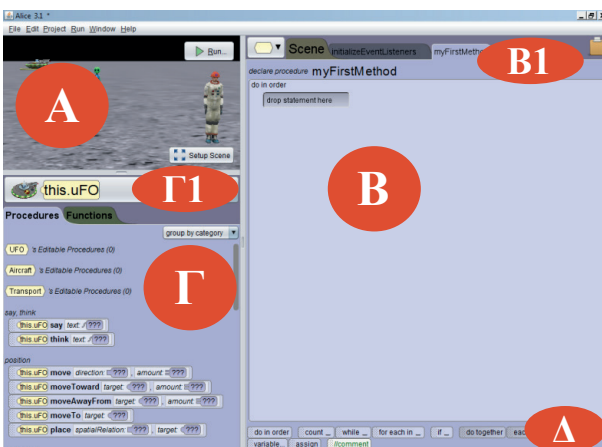 Alice 3.1 *
File Edit Project Run Window Help
Run...
A
Setup Scene
this.uFO
Γ1
Procedures Functions
group by category
UFO 's Editable Procedures (0)
Aircraft 's Editable Procedures (0)
Transport 's Editable Procedures (0)
Γ
say, think
this.uFO say text: ???
this.uFO think text: ???
position
this.uFO move direction: ??? , amount: ???
this.uFO moveToward target: ??? , amount: ???
this.uFO moveAwayFrom target: ??? , amount: ???
this.uFO moveTo target: ???
this.uFO place spatialRelation: ??? , target: ???
Scene initializeEventListeners
B1
declare procedure myFirstMethod
do in order
drop statement here
B
do in order count _ while _ for each in _ if _ do together
variable... assign //comment
Δ